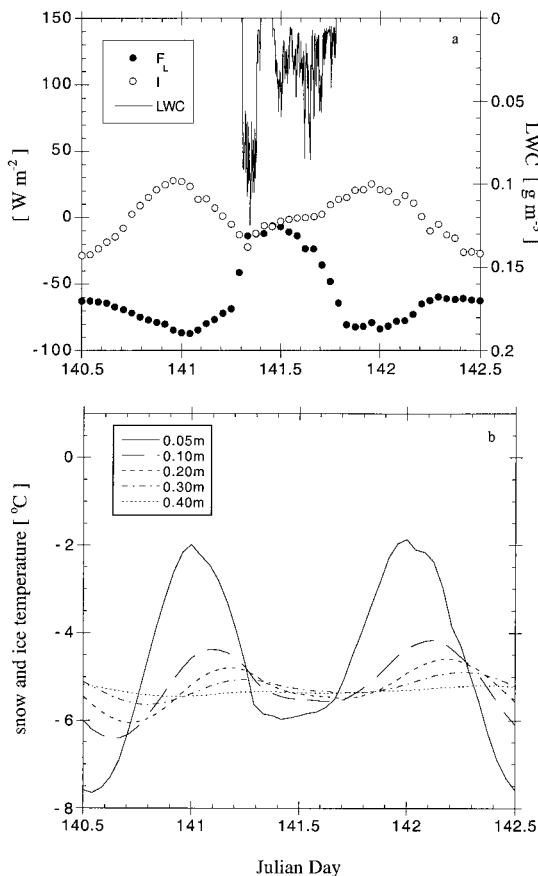 150
100
50
0
-50
-100
[ W m-2 ]
F L
I
LWC
a
0
0.05
0.1
0.15
0.2
LWC [ g m-3 ]
140.5 141 141.5 142 142.5
b
0.05m
0.10m
0.20m
0.30m
0.40m
0
-2
-4
-6
-8
snow and ice temperature [ °C ]
140.5 141 141.5 142 142.5
Julian Day